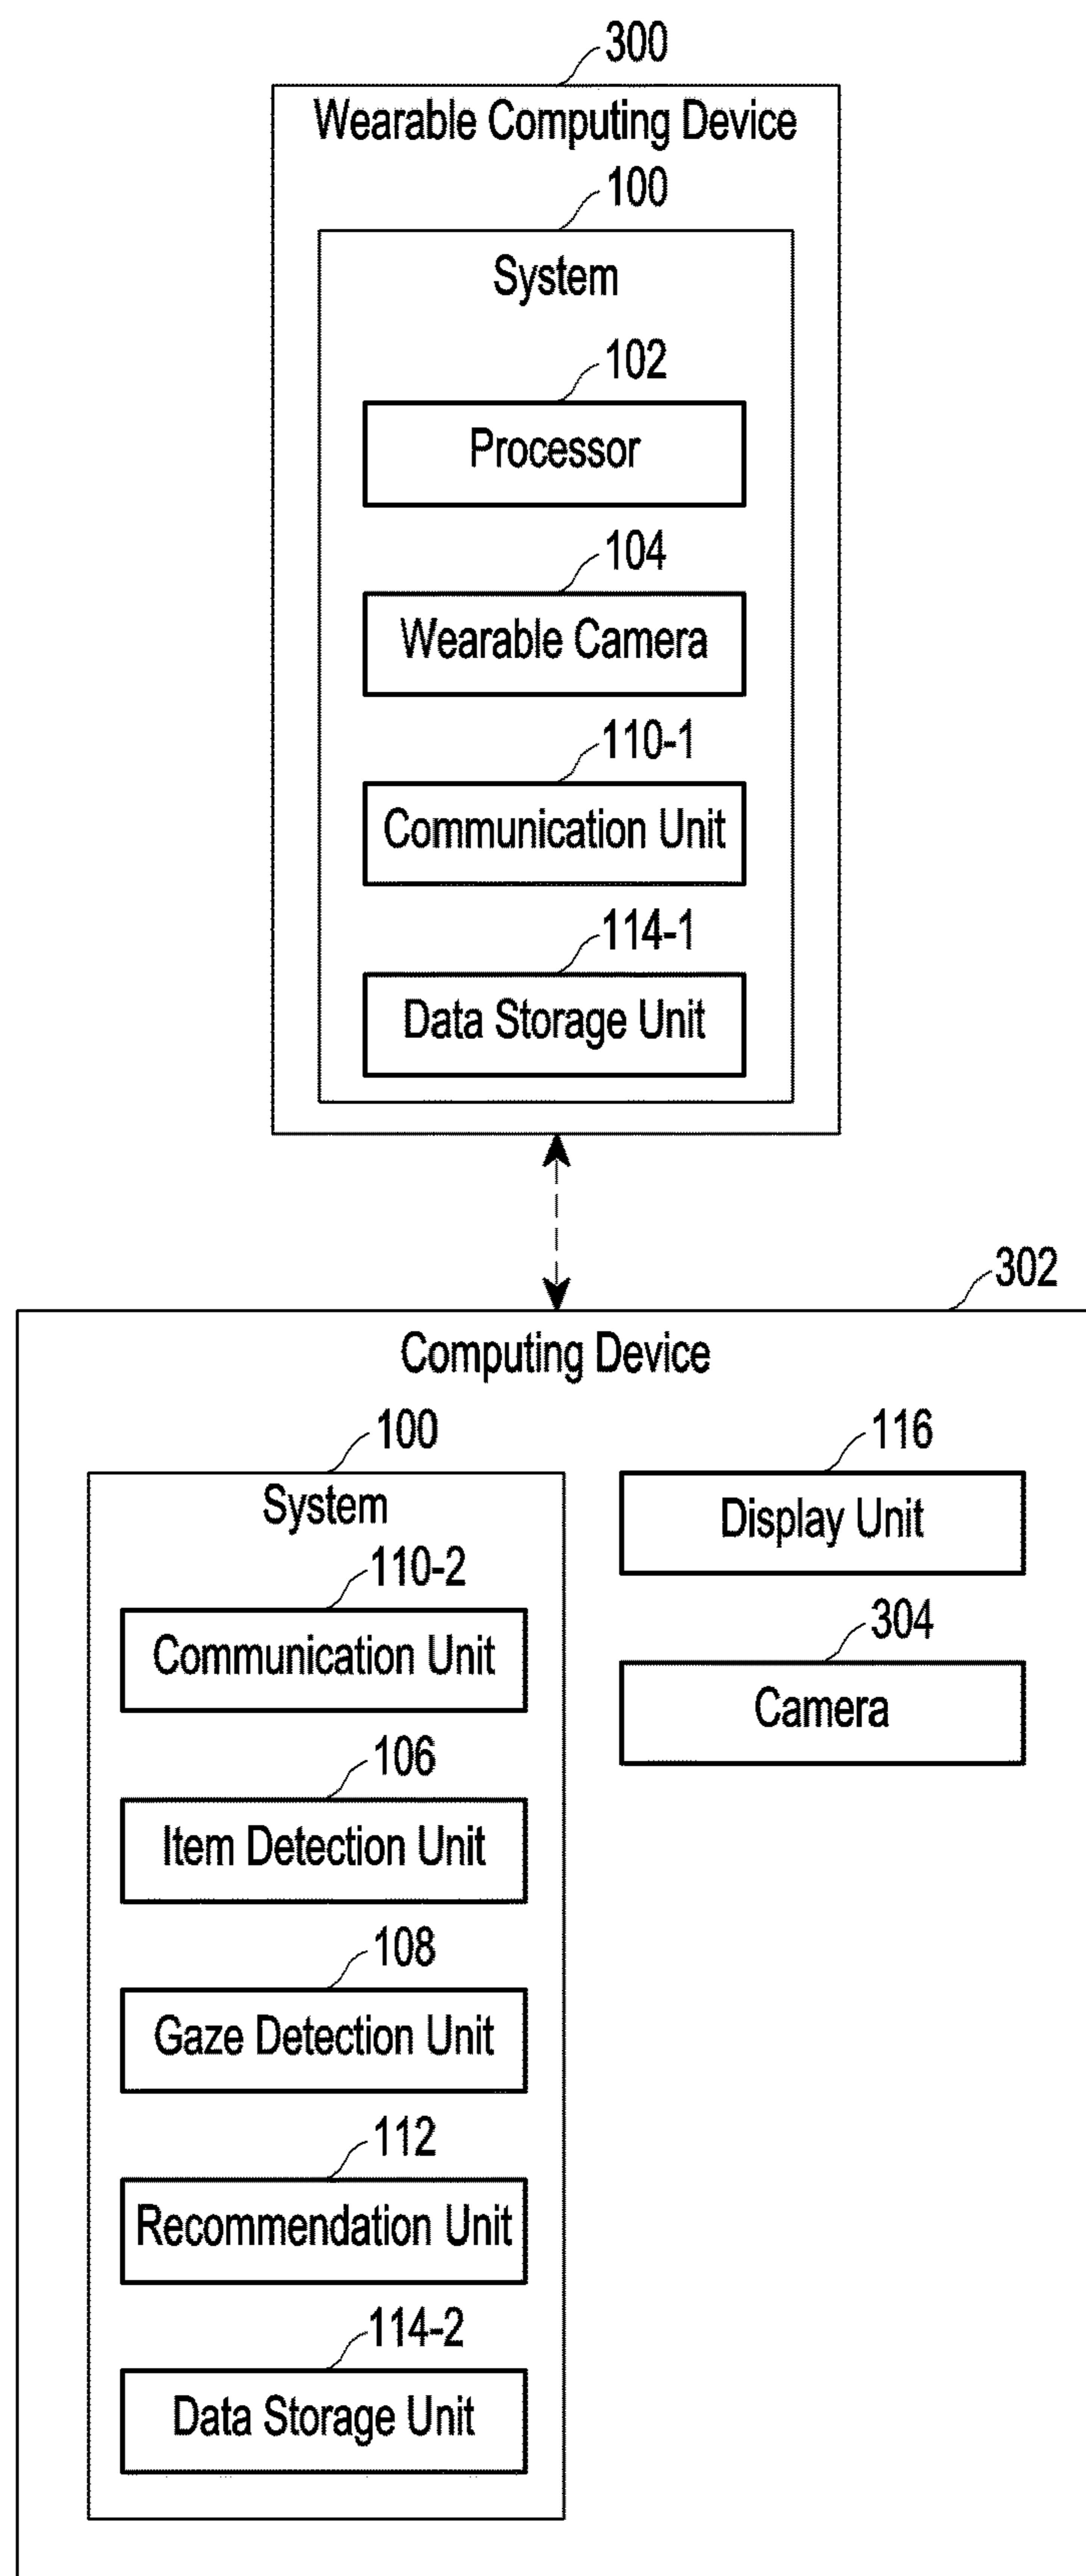 300
Wearable Computing Device
100
System
102
Processor
104
Wearable Camera
110-1
Communication Unit
114-1
Data Storage Unit
302
Computing Device
100
System
110-2
Communication Unit
106
Item Detection Unit
108
Gaze Detection Unit
112
Recommendation Unit
114-2
Data Storage Unit
116
Display Unit
304
Camera